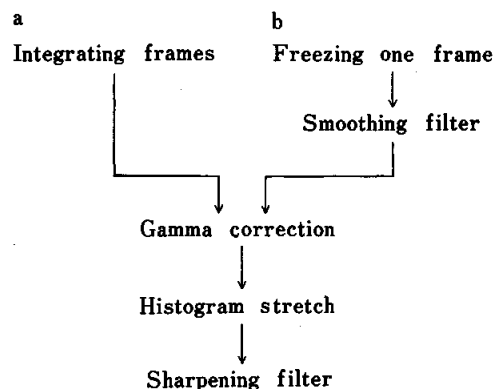 a
b
Integrating frames
Freezing one frame
Smoothing filter
Gamma correction
Histogram stretch
Sharpening filter